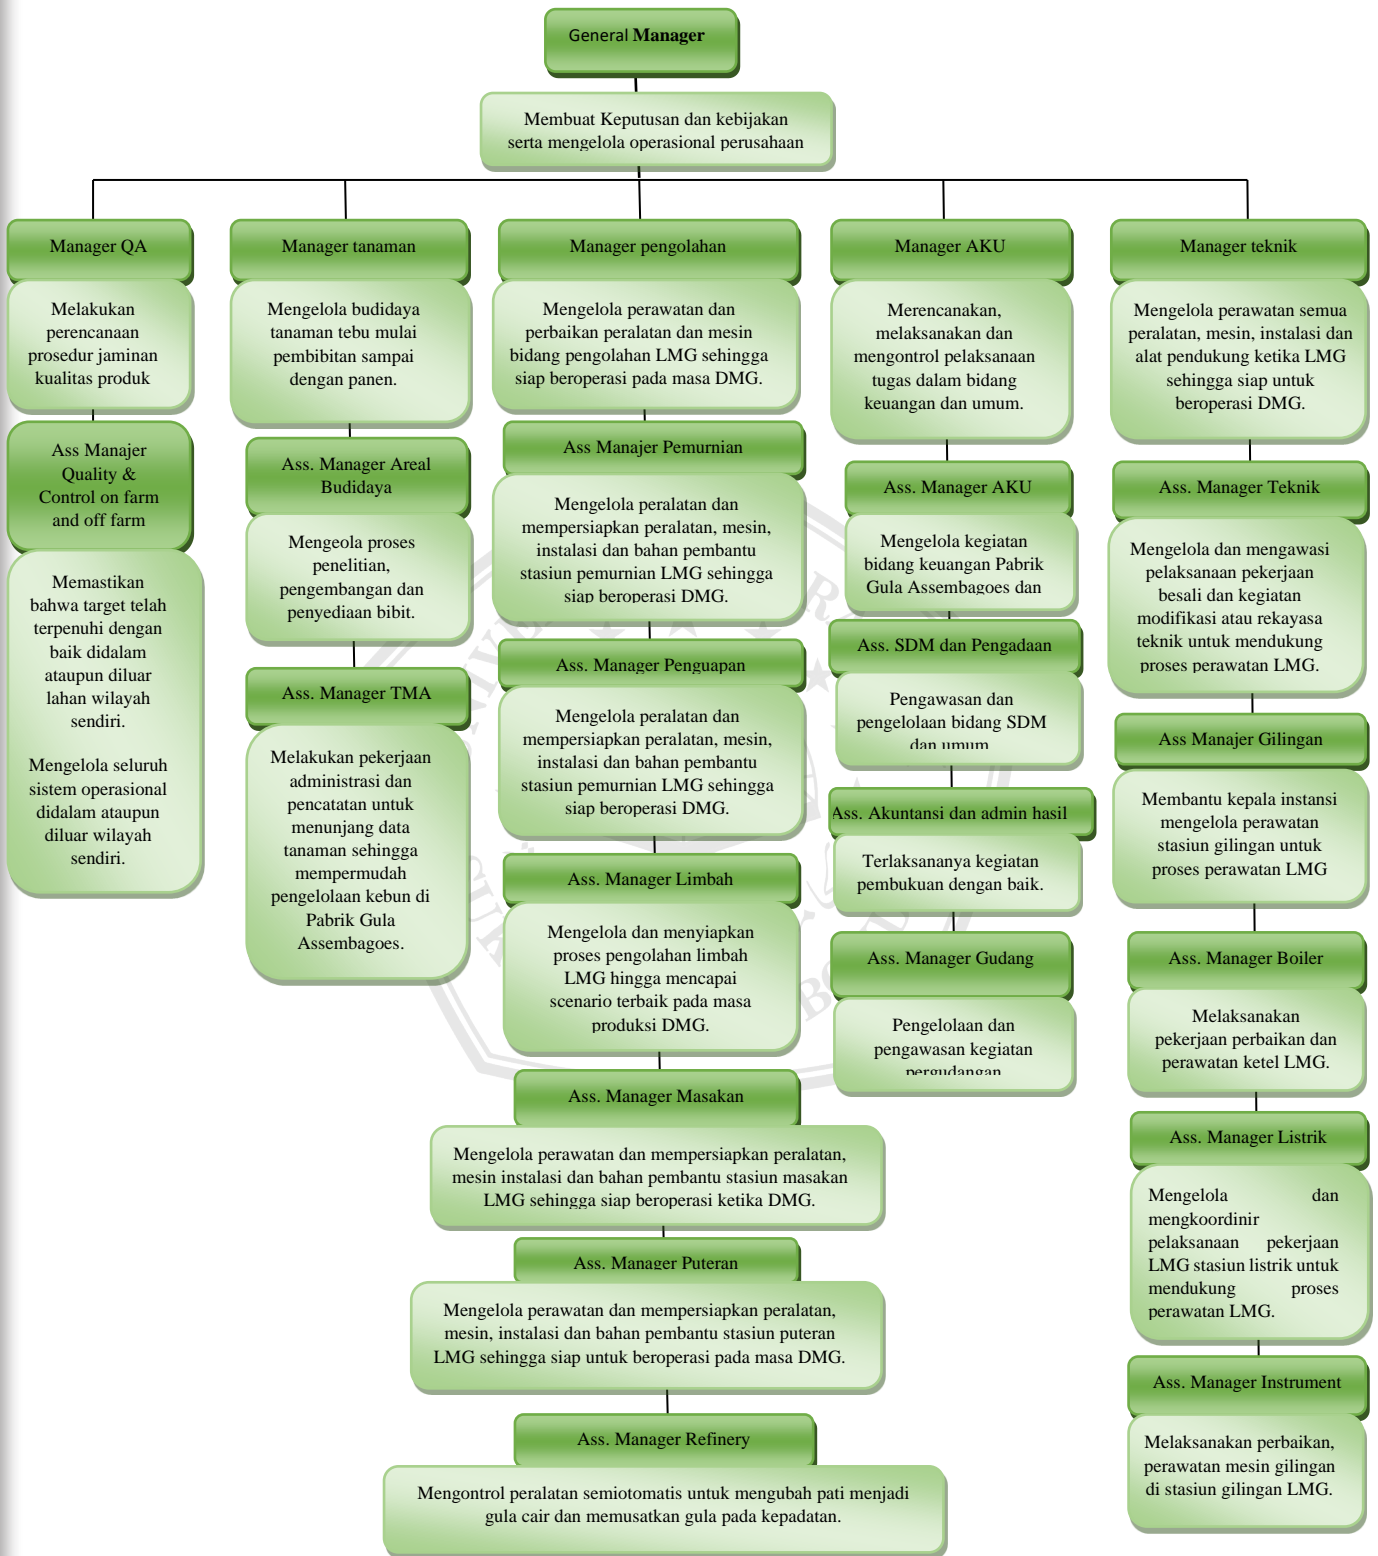 General Manager
Membuat Keputusan dan kebijakan
serta mengelola operasional perusahaan
Manager QA
Melakukan
perencanaan
prosedur jaminan
kualitas produk
Ass Manajer
Quality &
Control on farm
and off farm
Memastikan
bahwa target telah
terpenuhi dengan
baik didalam
ataupun diluar
lahan wilayah
sendiri.
Mengelola seluruh
sistem operasional
didalam ataupun
diluar wilayah
sendiri.
Manager tanaman
Mengelola budidaya
tanaman tebu mulai
pembibitan sampai
dengan panen.
Ass. Manager Areal
Budidaya
Mengeola proses
penelitian,
pengembangan dan
penyediaan bibit.
Ass. Manager TMA
Melakukan pekerjaan
administrasi dan
pencatatan untuk
menunjang data
tanaman sehingga
mempermudah
pengelolaan kebun di
Pabrik Gula
Assembagoes.
Manager pengolahan
Mengelola perawatan dan
perbaikan peralatan dan mesin
bidang pengolahan LMG sehingga
siap beroperasi pada masa DMG.
Ass Manajer Pemurnian
Mengelola peralatan dan
mempersiapkan peralatan, mesin,
instalasi dan bahan pembantu
stasiun pemurnian LMG sehingga
siap beroperasi DMG.
Ass. Manager Penguapan
Mengelola peralatan dan
mempersiapkan peralatan, mesin,
instalasi dan bahan pembantu
stasiun pemurnian LMG sehingga
siap beroperasi DMG.
Ass. Manager Limbah
Mengelola dan menyiapkan
proses pengolahan limbah
LMG hingga mencapai
scenario terbaik pada masa
produksi DMG.
Ass. Manager Masakan
Mengelola perawatan dan mempersiapkan peralatan,
mesin instalasi dan bahan pembantu stasiun masakan
LMG sehingga siap beroperasi ketika DMG.
Ass. Manager Puteran
Mengelola perawatan dan mempersiapkan peralatan,
mesin, instalasi dan bahan pembantu stasiun puteran
LMG sehingga siap untuk beroperasi pada masa DMG.
Ass. Manager Refinery
Mengontrol peralatan semiotomatis untuk mengubah pati menjadi
gula cair dan memusatkan gula pada kepadatan.
Manager AKU
Merencanakan,
melaksanakan dan
mengontrol pelaksanaan
tugas dalam bidang
keuangan dan umum.
Ass. Manager AKU
Mengelola kegiatan
bidang keuangan Pabrik
Gula Assembagoes dan
Ass. SDM dan Pengadaan
Pengawasan dan
pengelolaan bidang SDM
dan umum
Ass. Akuntansi dan admin hasil
Terlaksananya kegiatan
pembukuan dengan baik.
Ass. Manager Gudang
Pengelolaan dan
pengawasan kegiatan
pergudangan
Manager teknik
Mengelola perawatan semua
peralatan, mesin, instalasi dan
alat pendukung ketika LMG
sehingga siap untuk
beroperasi DMG.
Ass. Manager Teknik
Mengelola dan mengawasi
pelaksanaan pekerjaan
besali dan kegiatan
modifikasi atau rekayasa
teknik untuk mendukung
proses perawatan LMG.
Ass Manajer Gilingan
Membantu kepala instansi
mengelola perawatan
stasiun gilingan untuk
proses perawatan LMG
Ass. Manager Boiler
Melaksanakan
pekerjaan perbaikan dan
perawatan ketel LMG.
Ass. Manager Listrik
Mengelola dan
mengkoordinir
pelaksanaan pekerjaan
LMG stasiun listrik untuk
mendukung proses
perawatan LMG.
Ass. Manager Instrument
Melaksanakan perbaikan,
perawatan mesin gilingan
di stasiun gilingan LMG.